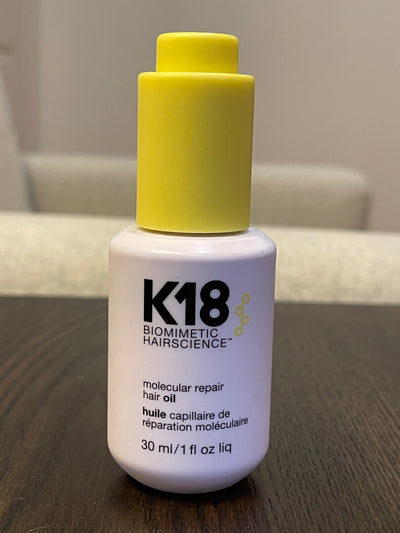 K18
BIOMIMETIC
HAIRSCIENCE™
molecular repair
hair oil
huile capillaire de
réparation moléculaire
30 ml/1 fl oz liq